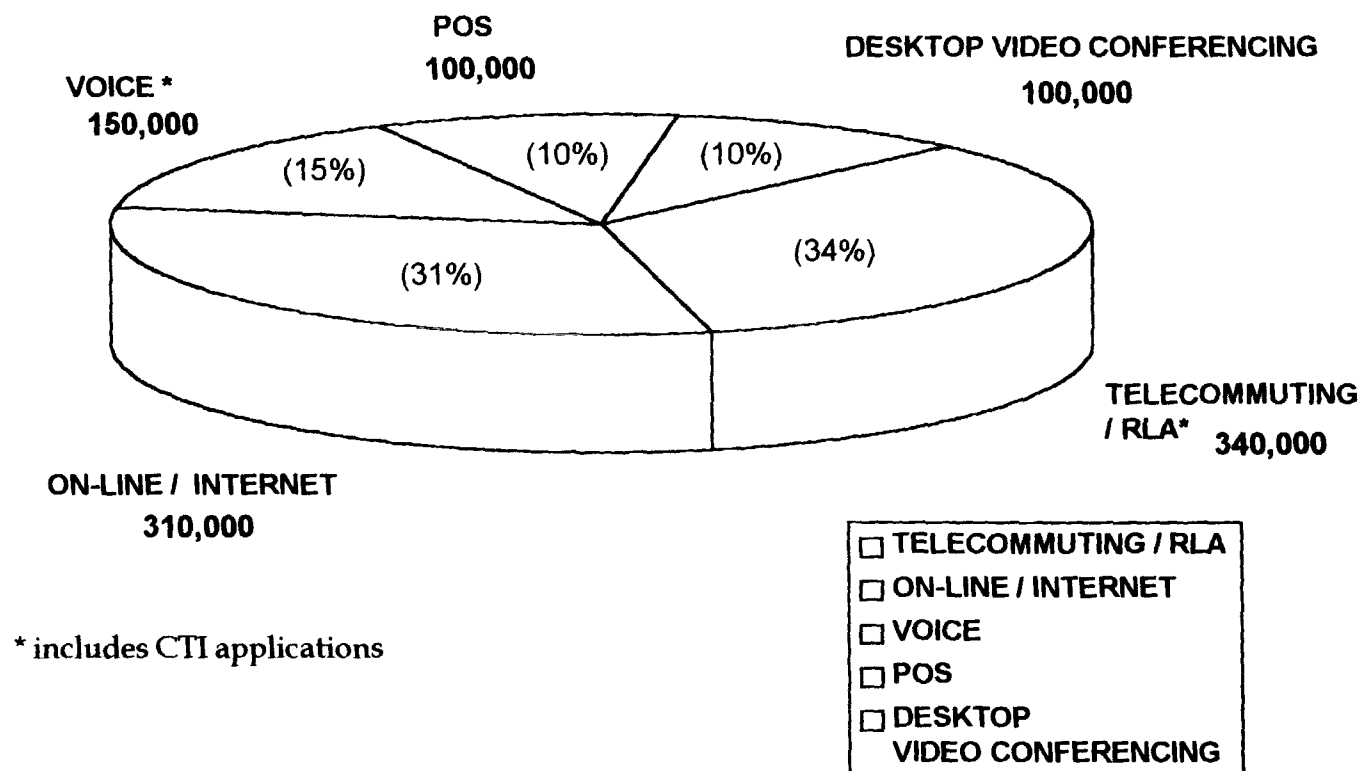 POS
100,000
DESKTOP VIDEO CONFERENCING
100,000
VOICE *
150,000
(15%)
(10%)
(10%)
(31%)
(34%)
TELECOMMUTING
/ RLA* 340,000
ON-LINE / INTERNET
310,000
* includes CTI applications
TELECOMMUTING / RLA
ON-LINE / INTERNET
VOICE
POS
DESKTOP
VIDEO CONFERENCING